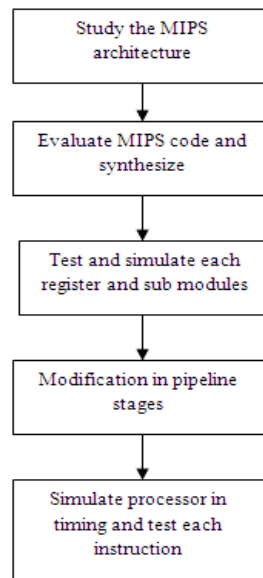 Study the MIPS
architecture
Evaluate MIPS code and
synthesize
Test and simulate each
register and sub modules
Modification in pipeline
stages
Simulate processor in
timing and test each
instruction